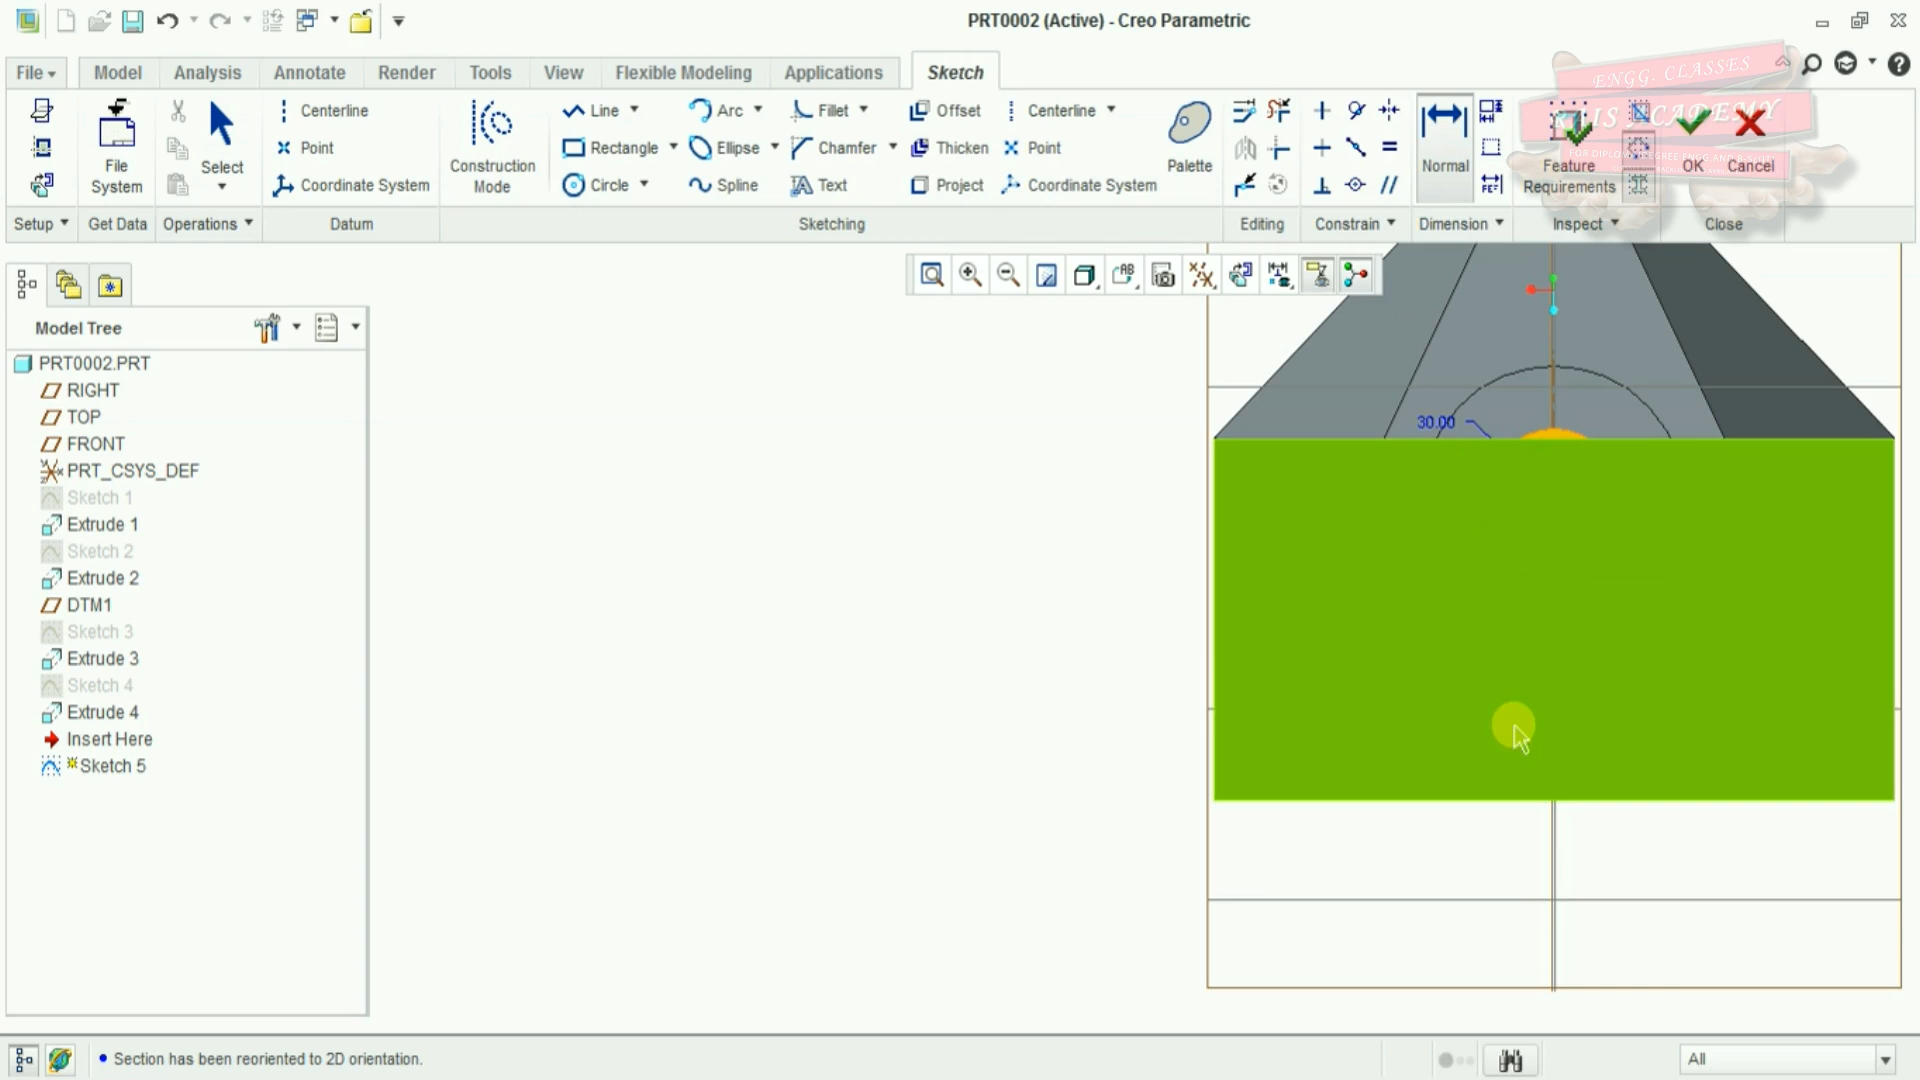 PRT0002 (Active) - Creo Parametric
File Model Analysis Annotate Render Tools View Flexible Modeling Applications Sketch
ENGG. CLASSES
ACADEMY
Centerline Line Arc Fillet Offset Centerline
File System Select Point Construction Mode Rectangle Ellipse Chamfer Thicken Point Palette Normal Feature Requirements OK Cancel
Coordinate System Circle Spline Text Project Coordinate System
Setup Get Data Operations Datum Sketching Editing Constrain Dimension Inspect Close
Model Tree
PRT0002.PRT
RIGHT
TOP
FRONT
PRT_CSYS_DEF
Sketch 1
Extrude 1
Sketch 2
Extrude 2
DTM1
Sketch 3
Extrude 3
Sketch 4
Extrude 4
Insert Here
Sketch 5
30.00
Section has been reoriented to 2D orientation.
All